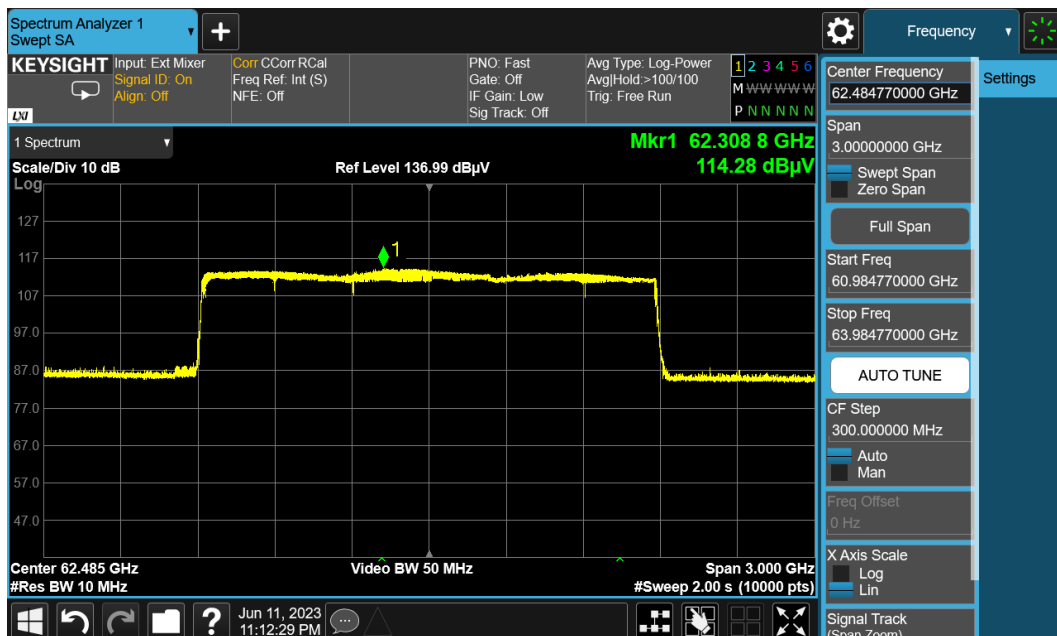 Spectrum Analyzer 1
Swept SA
Frequency
KEYSIGHT
LXI
Input: Ext Mixer
Signal ID: On
Align: Off
Corr CCorr RCal
Freq Ref: Int (S)
NFE: Off
PNO: Fast
Gate: Off
IF Gain: Low
Sig Track: Off
Avg Type: Log-Power
Avg|Hold:>100/100
Trig: Free Run
1 2 3 4 5 6
M W W W W W W
P N N N N N N
Center Frequency
62.484770000 GHz
Settings
1 Spectrum
Mkr1 62.308 8 GHz
Scale/Div 10 dB
Ref Level 136.99 dBµV
114.28 dBµV
Log
127
117
107
97.0
87.0
77.0
67.0
57.0
47.0
1
Center 62.485 GHz
Video BW 50 MHz
Span 3.000 GHz
#Res BW 10 MHz
#Sweep 2.00 s (10000 pts)
Span
3.00000000 GHz
Swept Span
Zero Span
Full Span
Start Freq
60.984770000 GHz
Stop Freq
63.984770000 GHz
AUTO TUNE
CF Step
300.000000 MHz
Auto
Man
Freq Offset
0 Hz
X Axis Scale
Log
Lin
Signal Track
(Span Zoom)
?
Jun 11, 2023
11:12:29 PM